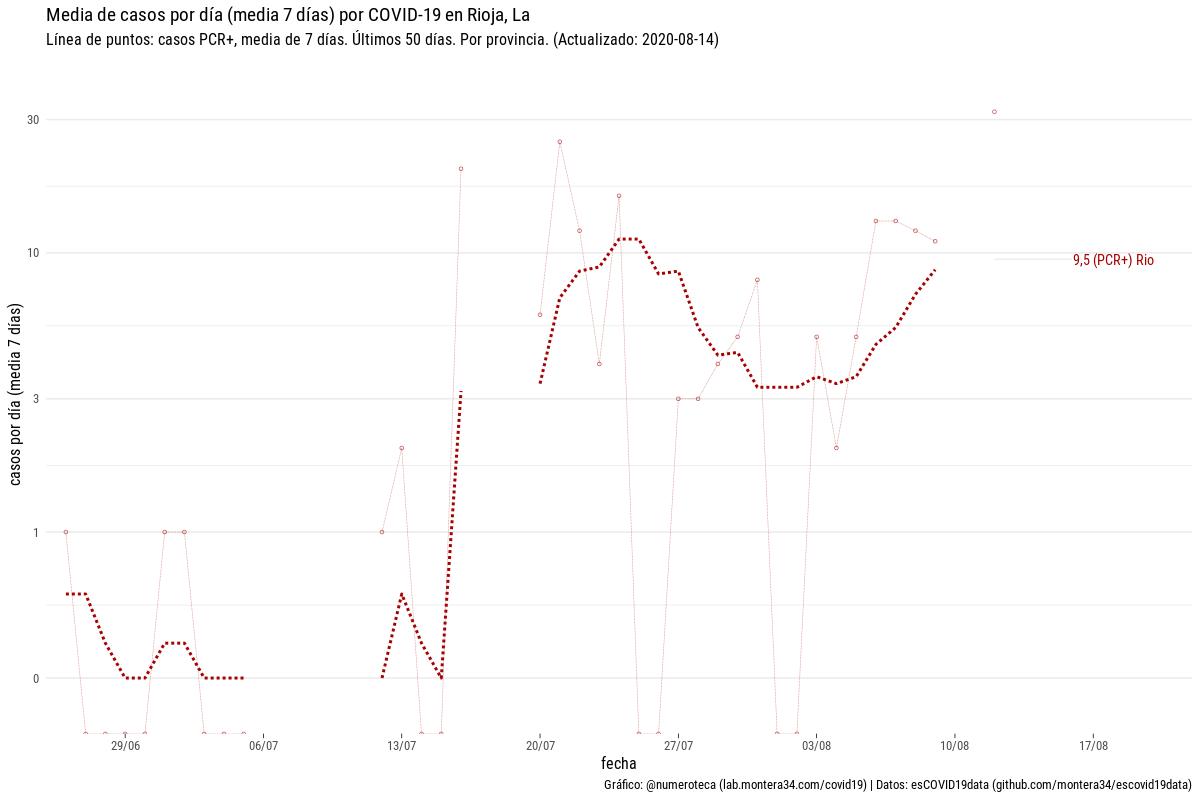 Media de casos por día (media 7 días) por COVID-19 en Rioja, La
Línea de puntos: casos PCR+, media de 7 días. Últimos 50 días. Por provincia. (Actualizado: 2020-08-14)
casos por día (media 7 días)
30
10
3
1
0
9,5 (PCR+) Rio
29/06 06/07 13/07 20/07 27/07 03/08 10/08 17/08
fecha
Gráfico: @numeroteca (lab.montera34.com/covid19) | Datos: esCOVID19data (github.com/montera34/escovid19data)